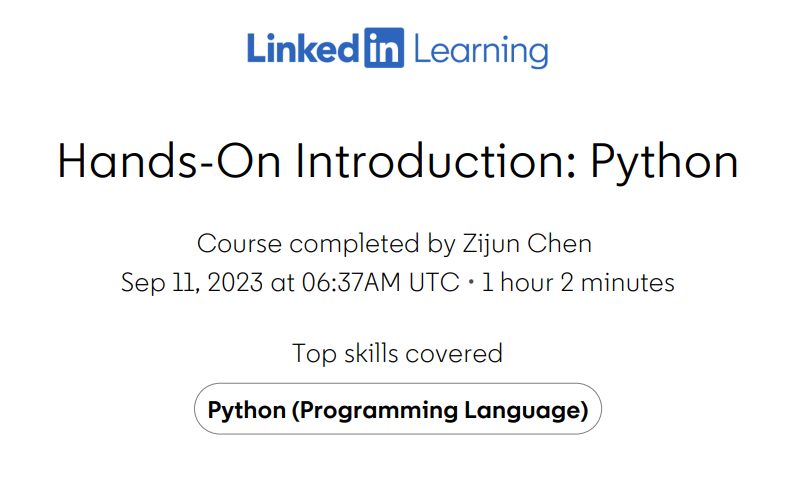 Linkedin Learning
Hands-On Introduction: Python
Course completed by Zijun Chen
Sep 11, 2023 at 06:37AM UTC • 1 hour 2 minutes
Top skills covered
Python (Programming Language)